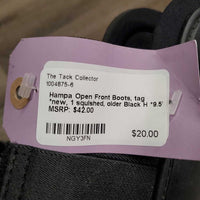 The Tack Collector
1004875-6
Hampa Open Front Boots, tag
*new, 1 squished, older Black H *9.5'
MSRP: $42.00
$20.00
NGY3FN